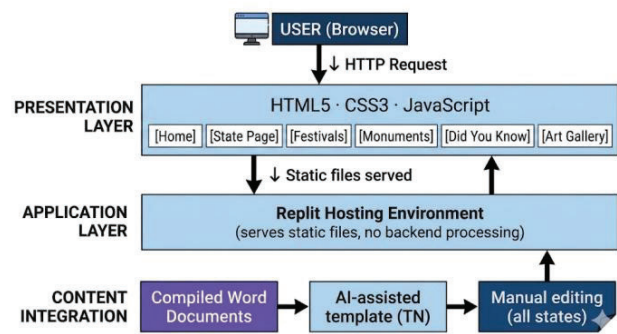 USER (Browser)
↓ HTTP Request
PRESENTATION
LAYER
HTML5 · CSS3 · JavaScript
[Home] [State Page] [Festivals] [Monuments] [Did You Know] [Art Gallery]
↓ Static files served
APPLICATION
LAYER
Replit Hosting Environment
(serves static files, no backend processing)
CONTENT
INTEGRATION
Compiled Word
Documents
AI-assisted
template (TN)
Manual editing
(all states)